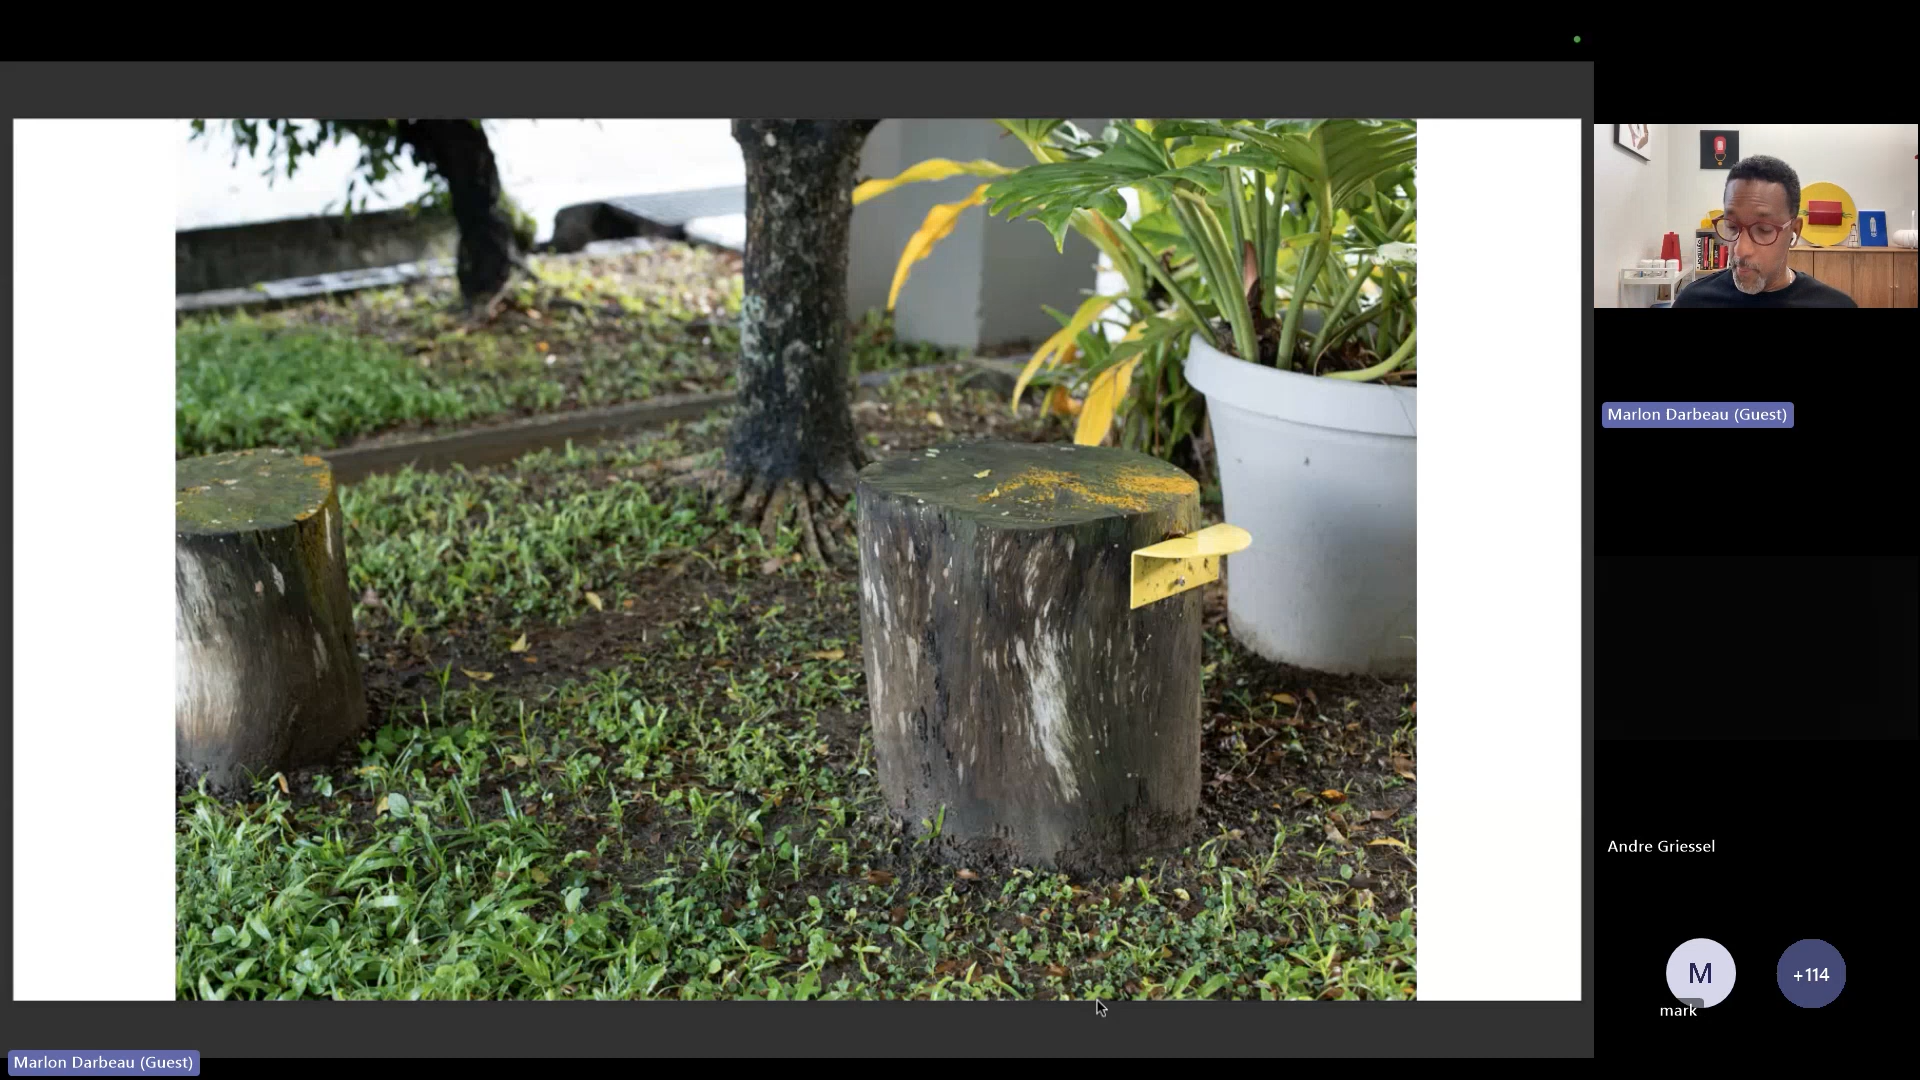 Marlon Darbeau (Guest)
Andre Griessel
M
+114
mark
Marlon Darbeau (Guest)